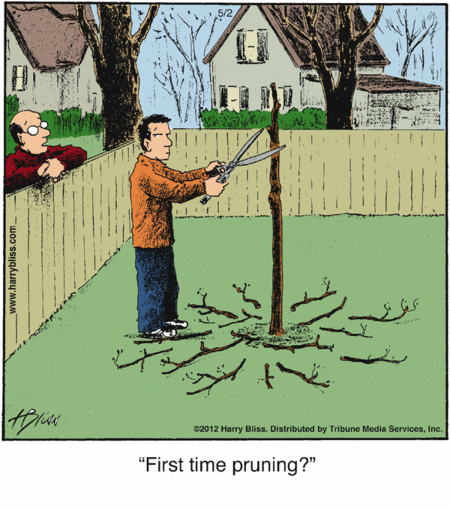 5/2
www.harrybliss.com
HBliss
©2012 Harry Bliss. Distributed by Tribune Media Services, Inc.
“First time pruning?”